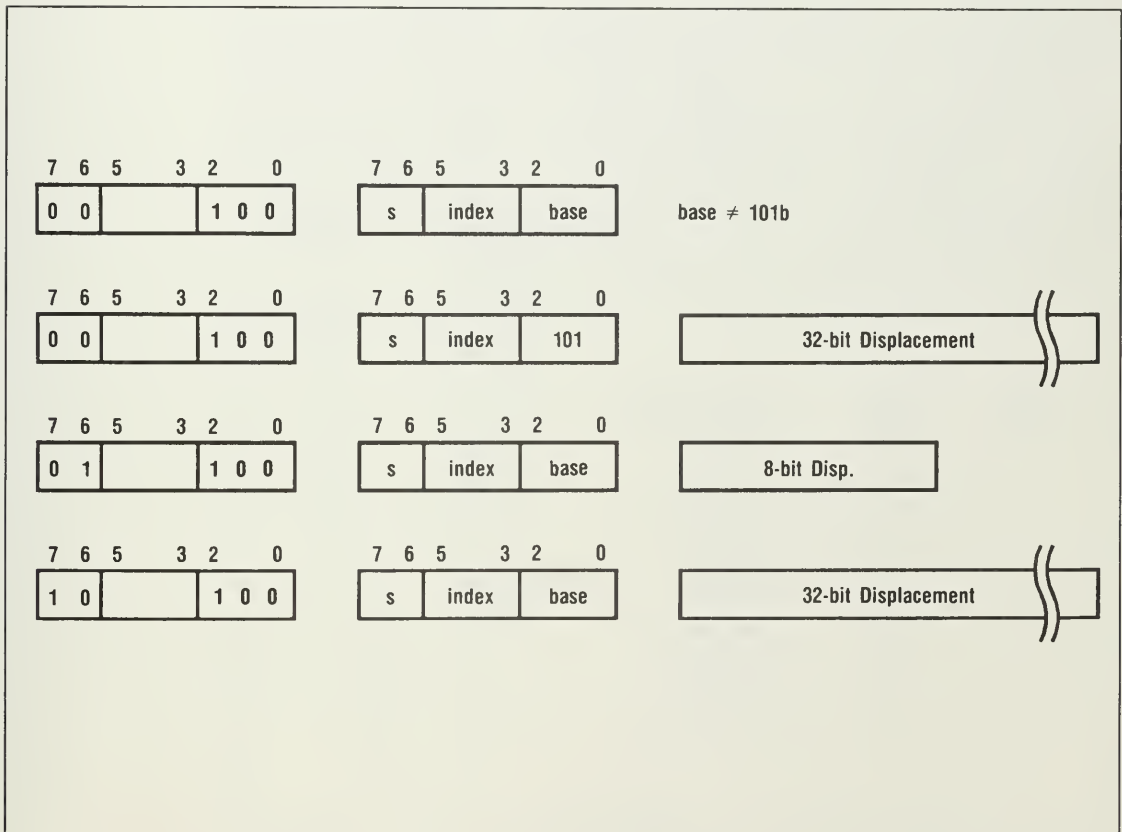 7 6 5 3 2 0 7 6 5 3 2 0
0 0 1 0 0 s index base base ≠ 101b
7 6 5 3 2 0 7 6 5 3 2 0
0 0 1 0 0 s index 101 32-bit Displacement
7 6 5 3 2 0 7 6 5 3 2 0
0 1 1 0 0 s index base 8-bit Disp.
7 6 5 3 2 0 7 6 5 3 2 0
1 0 1 0 0 s index base 32-bit Displacement